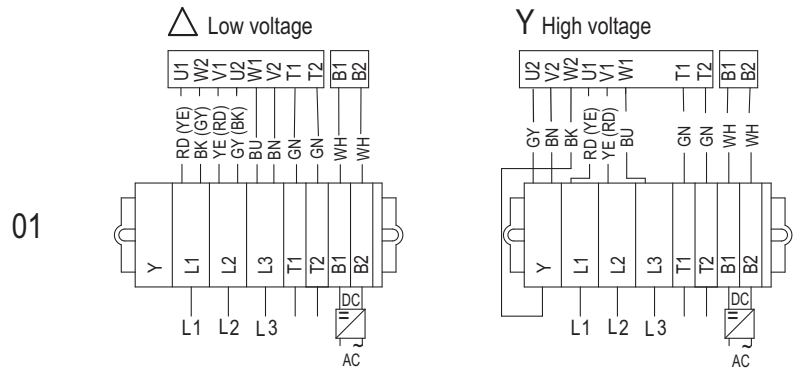 △ Low voltage
U1 W2 V1 U2 W1 V2 T1 T2 B1 B2
RD (YE) BK (GY) YE (RD) GY (BK) BU BN GN GN WH WH
Y L1 L2 L3 T1 T2 B1 B2
L1 L2 L3
DC
=
~
AC
Y High voltage
U2 V2 W2 U1 V1 W1 T1 T2 B1 B2
GY BN BK RD (YE) YE (RD) BU GN GN WH WH
Y L1 L2 L3 T1 T2 B1 B2
L1 L2 L3
DC
=
~
AC
01